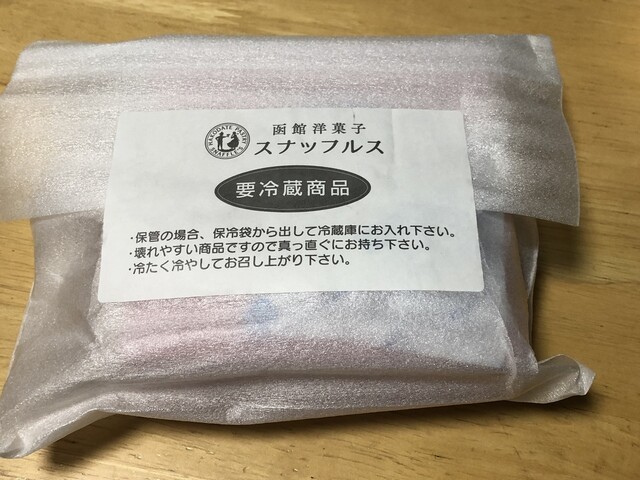 HAKODATE PASTRY
SNAFFLE'S
函館洋菓子
スナッフルス
要冷蔵商品
・保管の場合、保冷袋から出して冷蔵庫にお入れ下さい。
・壊れやすい商品ですので真っ直ぐにお持ち下さい。
・冷たく冷やしてお召し上がり下さい。